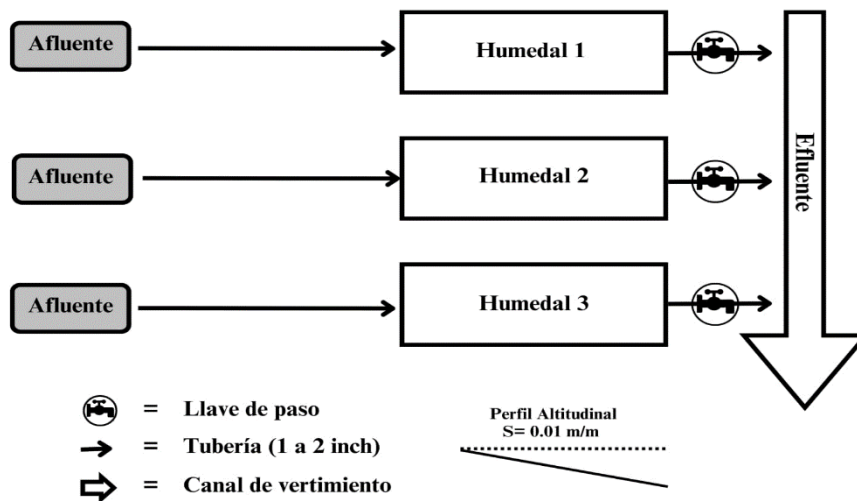 Afluente
Humedal 1
Afluente
Humedal 2
Afluente
Humedal 3
Efluente
= Llave de paso
= Tubería (1 a 2 inch)
= Canal de vertimiento
Perfil Altitudinal
S= 0.01 m/m